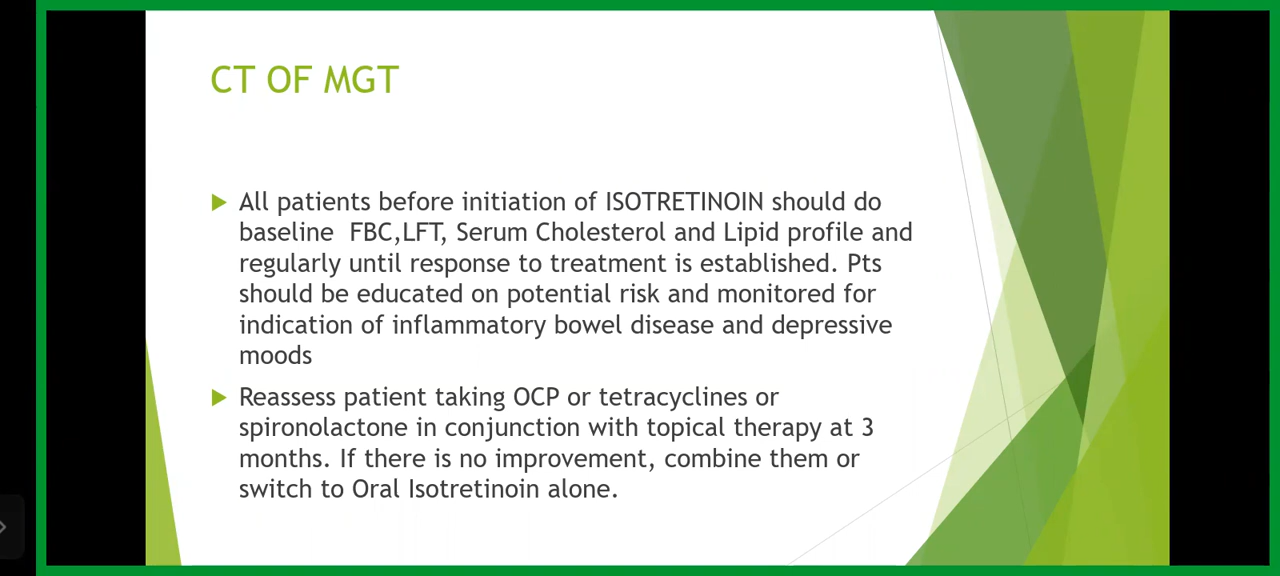 CT OF MGT
All patients before initiation of ISOTRETINOIN should do
baseline  FBC,LFT, Serum Cholesterol and Lipid profile and
regularly until response to treatment is established. Pts
should be educated on potential risk and monitored for
indication of inflammatory bowel disease and depressive
moods
Reassess patient taking OCP or tetracyclines or
spironolactone in conjunction with topical therapy at 3
months. If there is no improvement, combine them or
switch to Oral Isotretinoin alone.